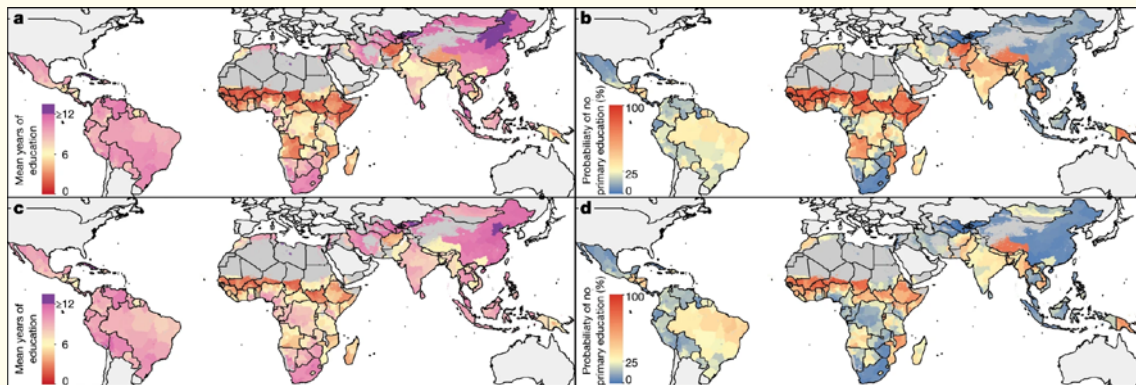 a
Mean years of
education
≥12
6
0
b
Probability of no
primary education (%)
100
25
0
c
Mean years of
education
≥12
6
0
d
Probability of no
primary education (%)
100
25
0